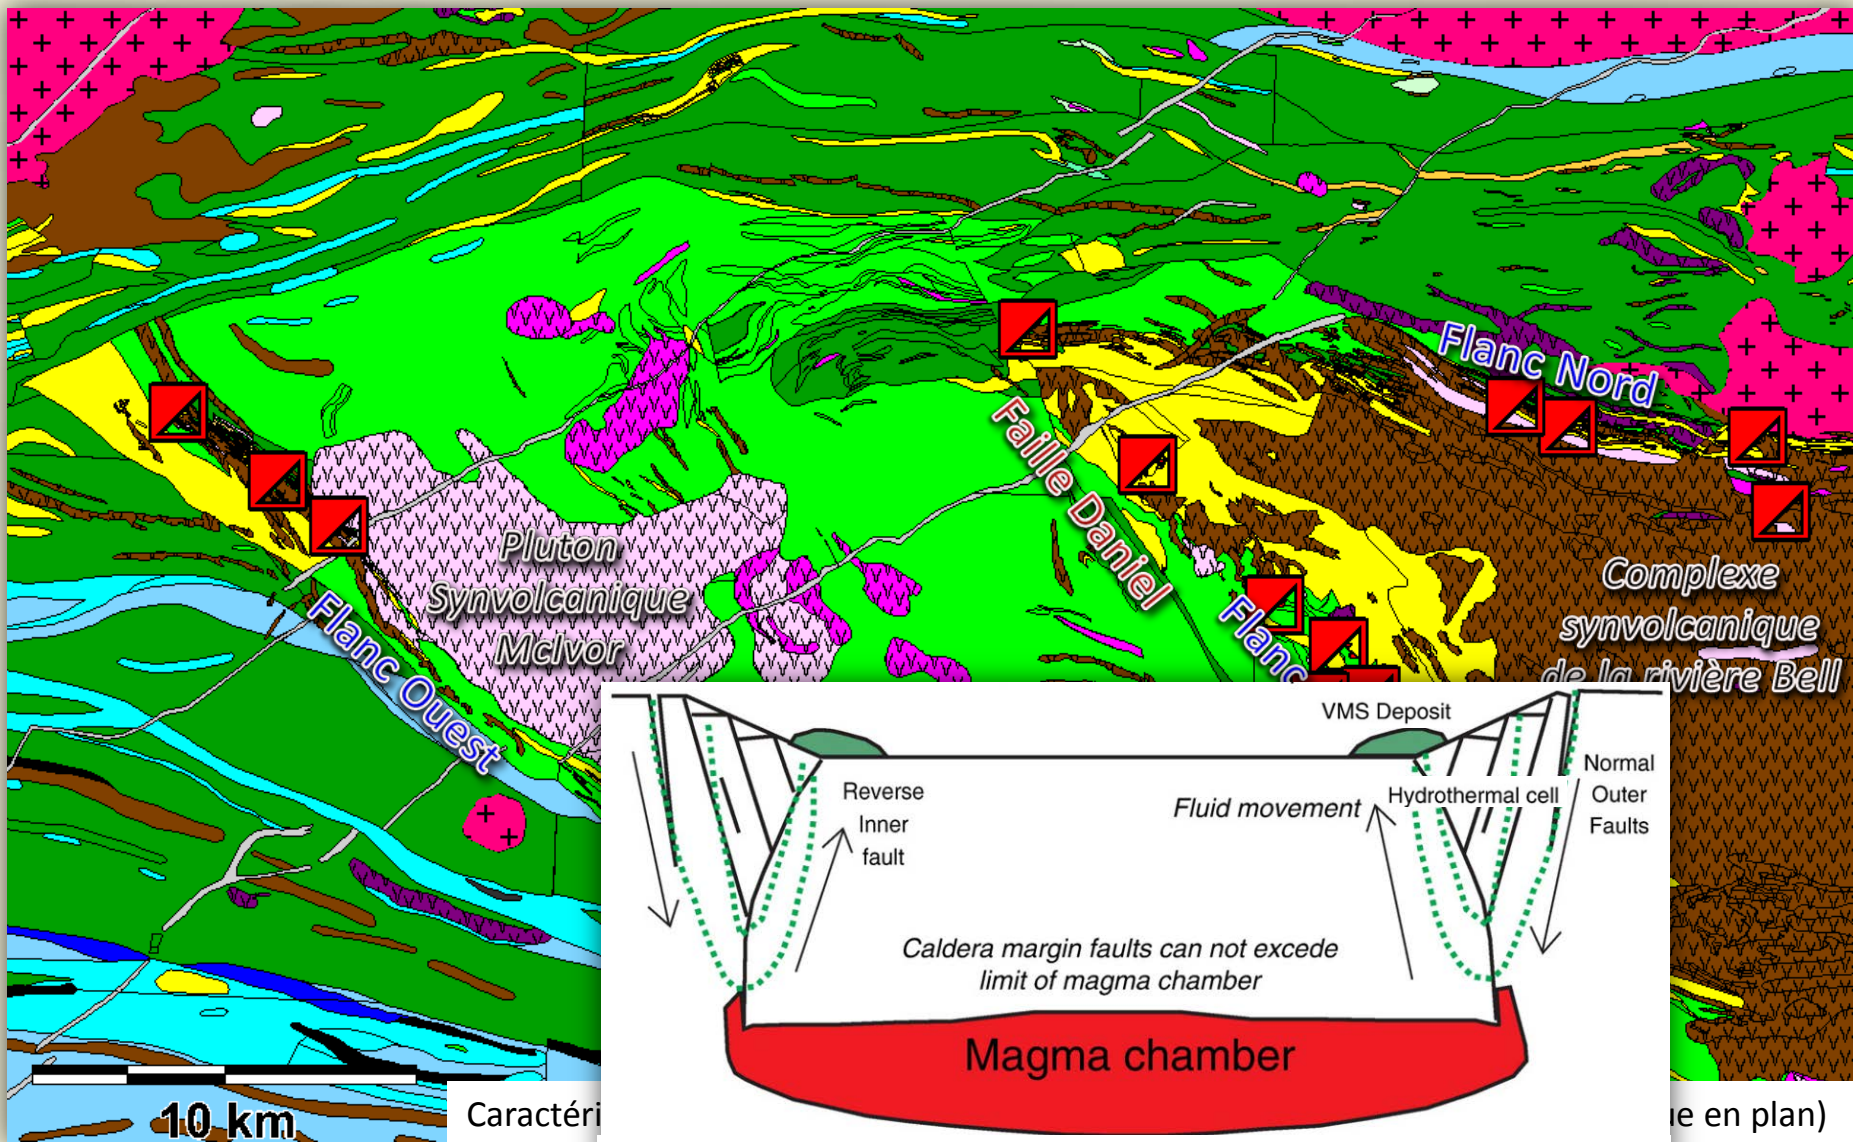 Flanc Nord
Faille Daniel
Pluton
Synvolcanique
McIvor
Complexe
synvolcanique
de la rivière Bell
Flanc Ouest
Flanc
VMS Deposit
Reverse
Inner
fault
Fluid movement
Hydrothermal cell
Normal
Outer
Faults
Caldera margin faults can not excede
limit of magma chamber
Magma chamber
10 km
Caractéri
ue en plan)